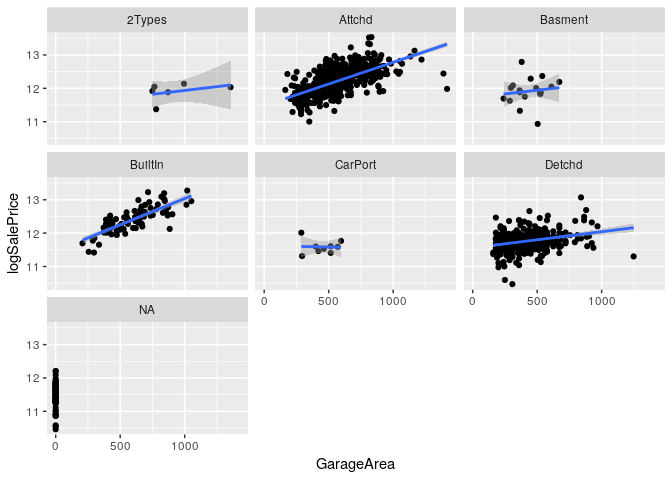 2Types Attchd Basment
13
12
11
BuiltIn CarPort Detchd
13
12
11
logSalePrice
0 500 1000 0 500 1000
NA
13
12
11
0 500 1000
GarageArea